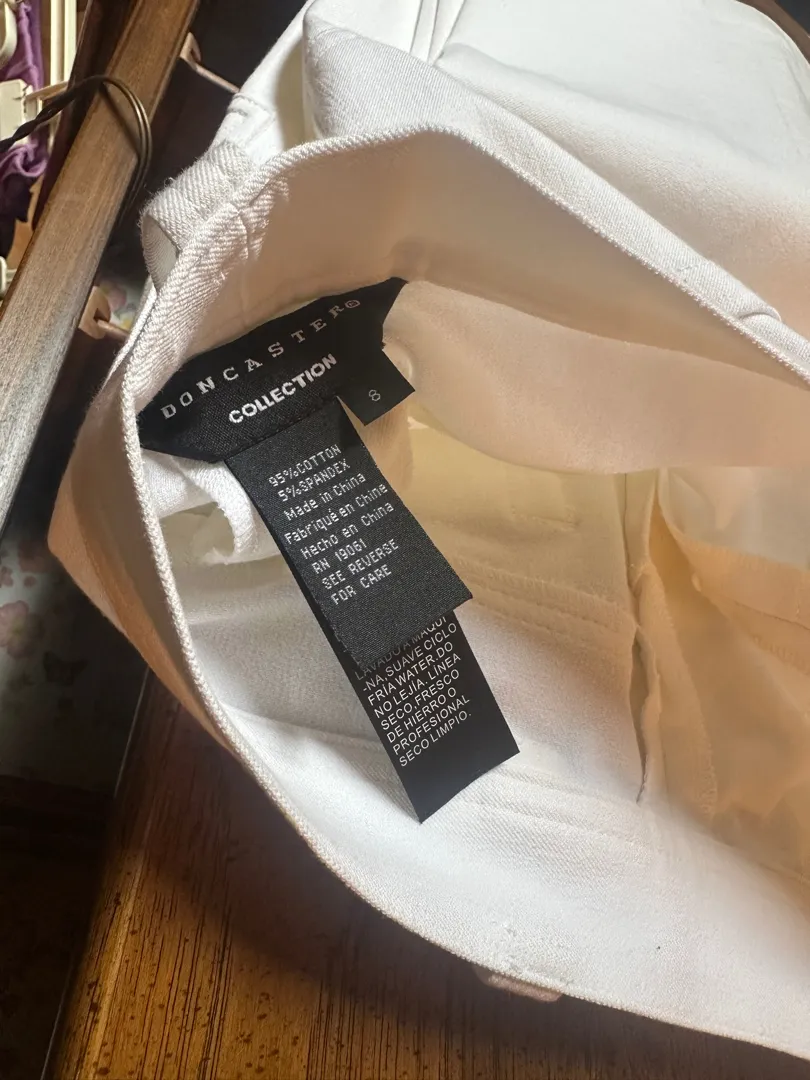 DONCASTER®
COLLECTION
8
95%COTTON
5%SPANDEX
Made in China
Fabriqué en Chine
Hecho en China
RN 19061
SEE REVERSE
FOR CARE
LAVADO A MAQUI
-NA,SUAVE CICLO
FRÍA WATER.DO
NO LEJÍA. LÍNEA
SECO,FRESCO
DE HIERRO O
PROFESIONAL
SECO LIMPIO.